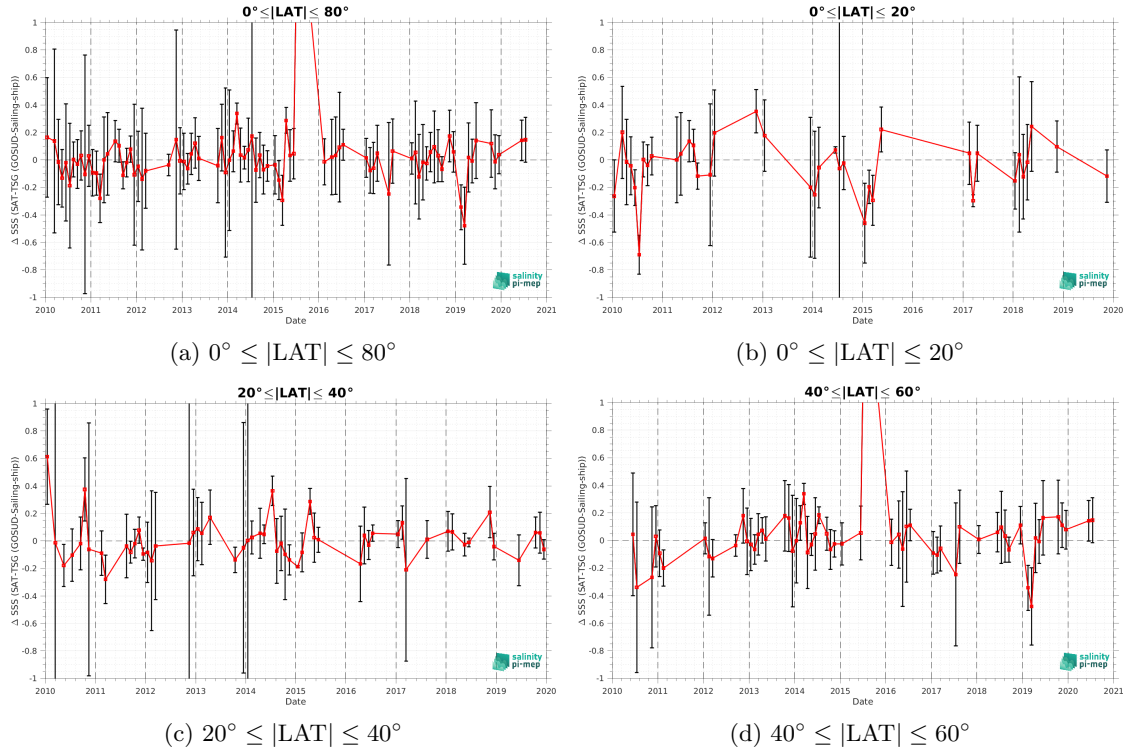 0°≤|LAT|≤ 80°
Δ SSS (SAT-TSG (GOSUD-Sailing-ship))
1
0.8
0.6
0.4
0.2
0
-0.2
-0.4
-0.6
-0.8
-1
2010 2011 2012 2013 2014 2015 2016 2017 2018 2019 2020 2021
Date
salinity
pi-mep
(a) 0° ≤ |LAT| ≤ 80°
0°≤|LAT|≤ 20°
Δ SSS (SAT-TSG (GOSUD-Sailing-ship))
1
0.8
0.6
0.4
0.2
0
-0.2
-0.4
-0.6
-0.8
-1
2010 2011 2012 2013 2014 2015 2016 2017 2018 2019 2020
Date
salinity
pi-mep
(b) 0° ≤ |LAT| ≤ 20°
20°≤|LAT|≤ 40°
Δ SSS (SAT-TSG (GOSUD-Sailing-ship))
1
0.8
0.6
0.4
0.2
0
-0.2
-0.4
-0.6
-0.8
-1
2010 2011 2012 2013 2014 2015 2016 2017 2018 2019 2020
Date
salinity
pi-mep
(c) 20° ≤ |LAT| ≤ 40°
40°≤|LAT|≤ 60°
Δ SSS (SAT-TSG (GOSUD-Sailing-ship))
1
0.8
0.6
0.4
0.2
0
-0.2
-0.4
-0.6
-0.8
-1
2010 2011 2012 2013 2014 2015 2016 2017 2018 2019 2020 2021
Date
salinity
pi-mep
(d) 40° ≤ |LAT| ≤ 60°